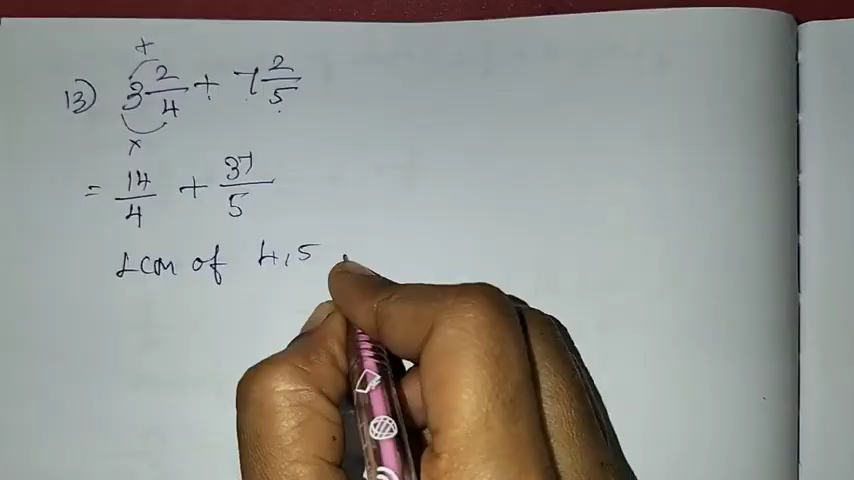 13) 3 2/4 + 7 2/5
+
×
= 14/4 + 37/5
LCM of 4,5